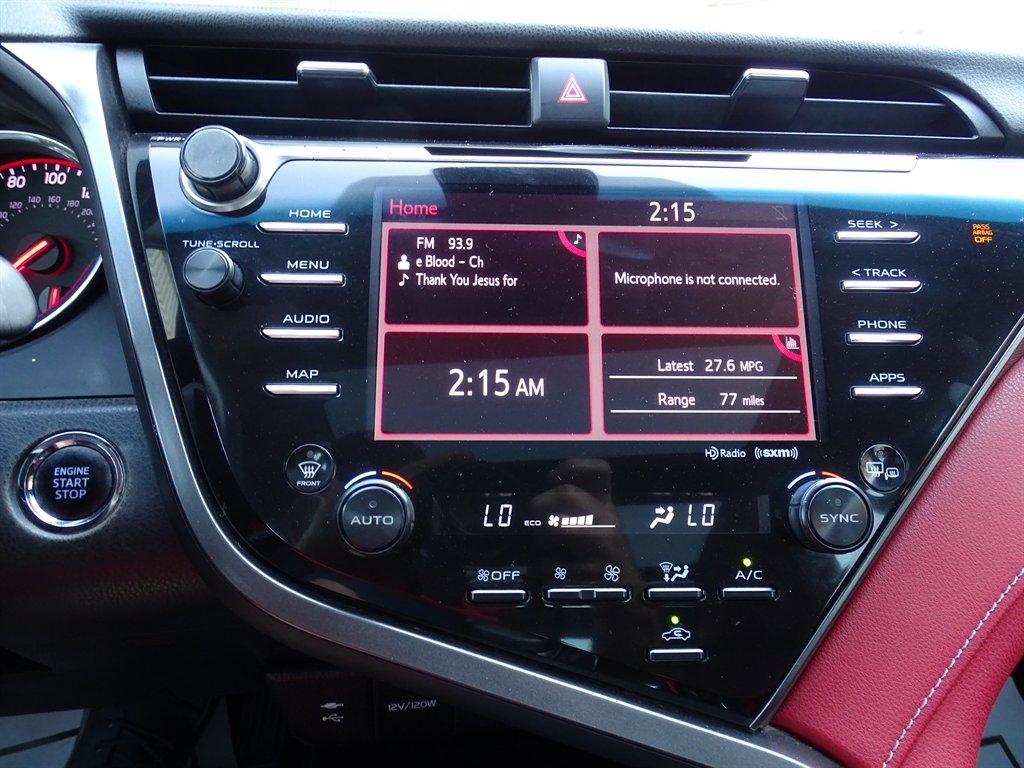 PWR
80 100
120 140 160 180 200
TUNE·SCROLL
HOME
MENU
AUDIO
MAP
Home
2:15
FM 93.9
e Blood - Ch
Thank You Jesus for
Microphone is not connected.
2:15 AM
Latest 27.6 MPG
Range 77 miles
HD Radio ((sxm))
SEEK >
< TRACK
PHONE
APPS
PASS
AIRBAG
OFF
ENGINE
START
STOP
FRONT
AUTO
LO ECO
LO
SYNC
OFF
A/C
12V/120W